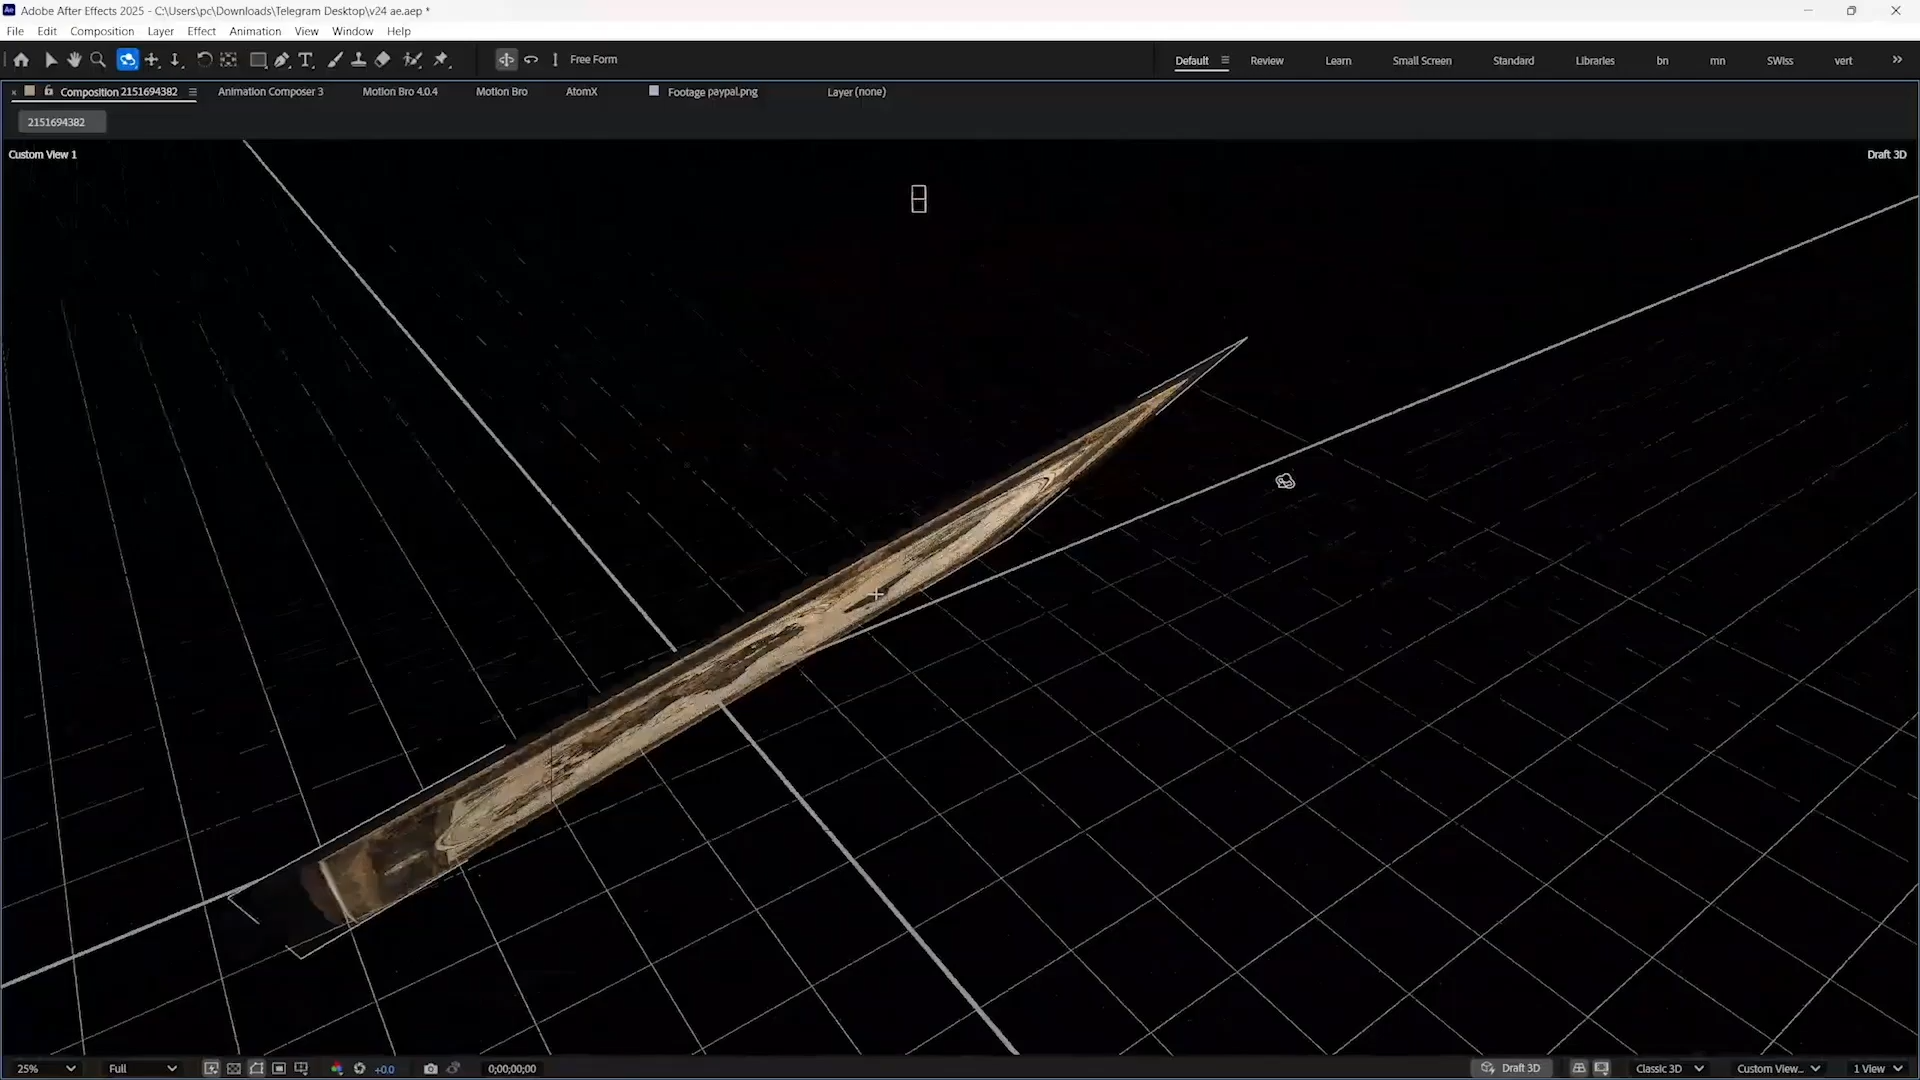 Adobe After Effects 2025 - C:\Users\pc\Downloads\Telegram Desktop\v24 ae.aep *
File Edit Composition Layer Effect Animation View Window Help
Free Form
Default Review Learn Small Screen Standard Libraries bn mn SWiss vert
Composition 2151694382 Animation Composer 3 Motion Bro 4.0.4 Motion Bro AtomX Footage paypal.png Layer (none)
2151694382
Custom View 1 Draft 3D
25% Full +0.0 0;00;00;00 Draft 3D Classic 3D Custom View... 1 View